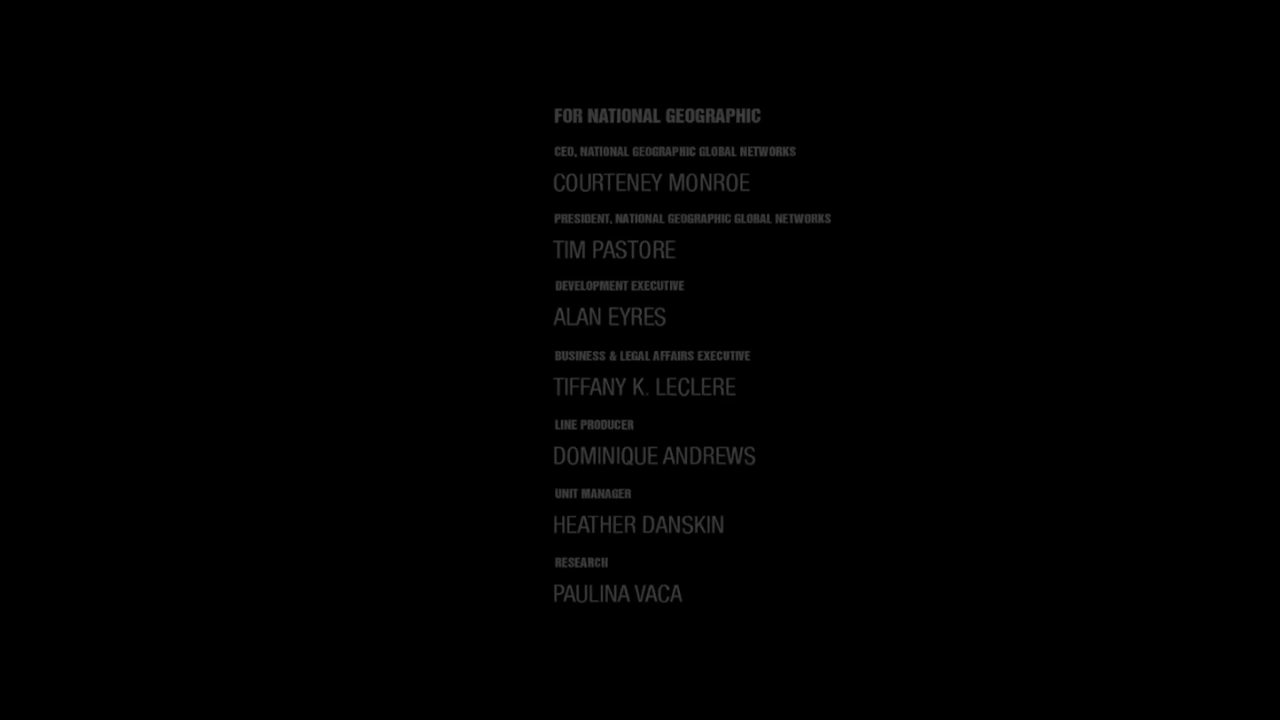 FOR NATIONAL GEOGRAPHIC
CEO, NATIONAL GEOGRAPHIC GLOBAL NETWORKS
COURTENEY MONROE
PRESIDENT, NATIONAL GEOGRAPHIC GLOBAL NETWORKS
TIM PASTORE
DEVELOPMENT EXECUTIVE
ALAN EYRES
BUSINESS & LEGAL AFFAIRS EXECUTIVE
TIFFANY K. LECLERE
LINE PRODUCER
DOMINIQUE ANDREWS
UNIT MANAGER
HEATHER DANSKIN
RESEARCH
PAULINA VACA